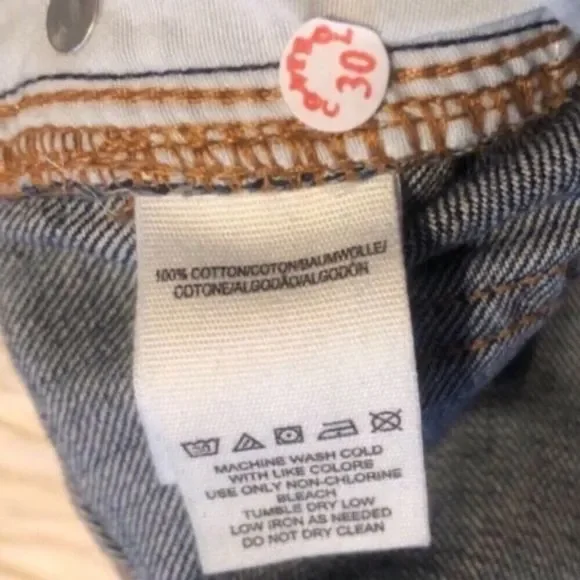 30
100% COTTON/COTON/BAUMWOLLE/
COTONE/ALGODÃO/ALGODÓN
MACHINE WASH COLD
WITH LIKE COLORS
USE ONLY NON-CHLORINE
BLEACH
TUMBLE DRY LOW
LOW IRON AS NEEDED
DO NOT DRY CLEAN